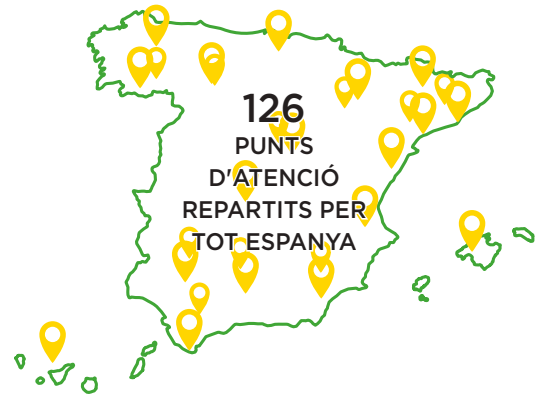 126
PUNTS
D'ATENCIÓ
REPARTITS PER
TOT ESPANYA